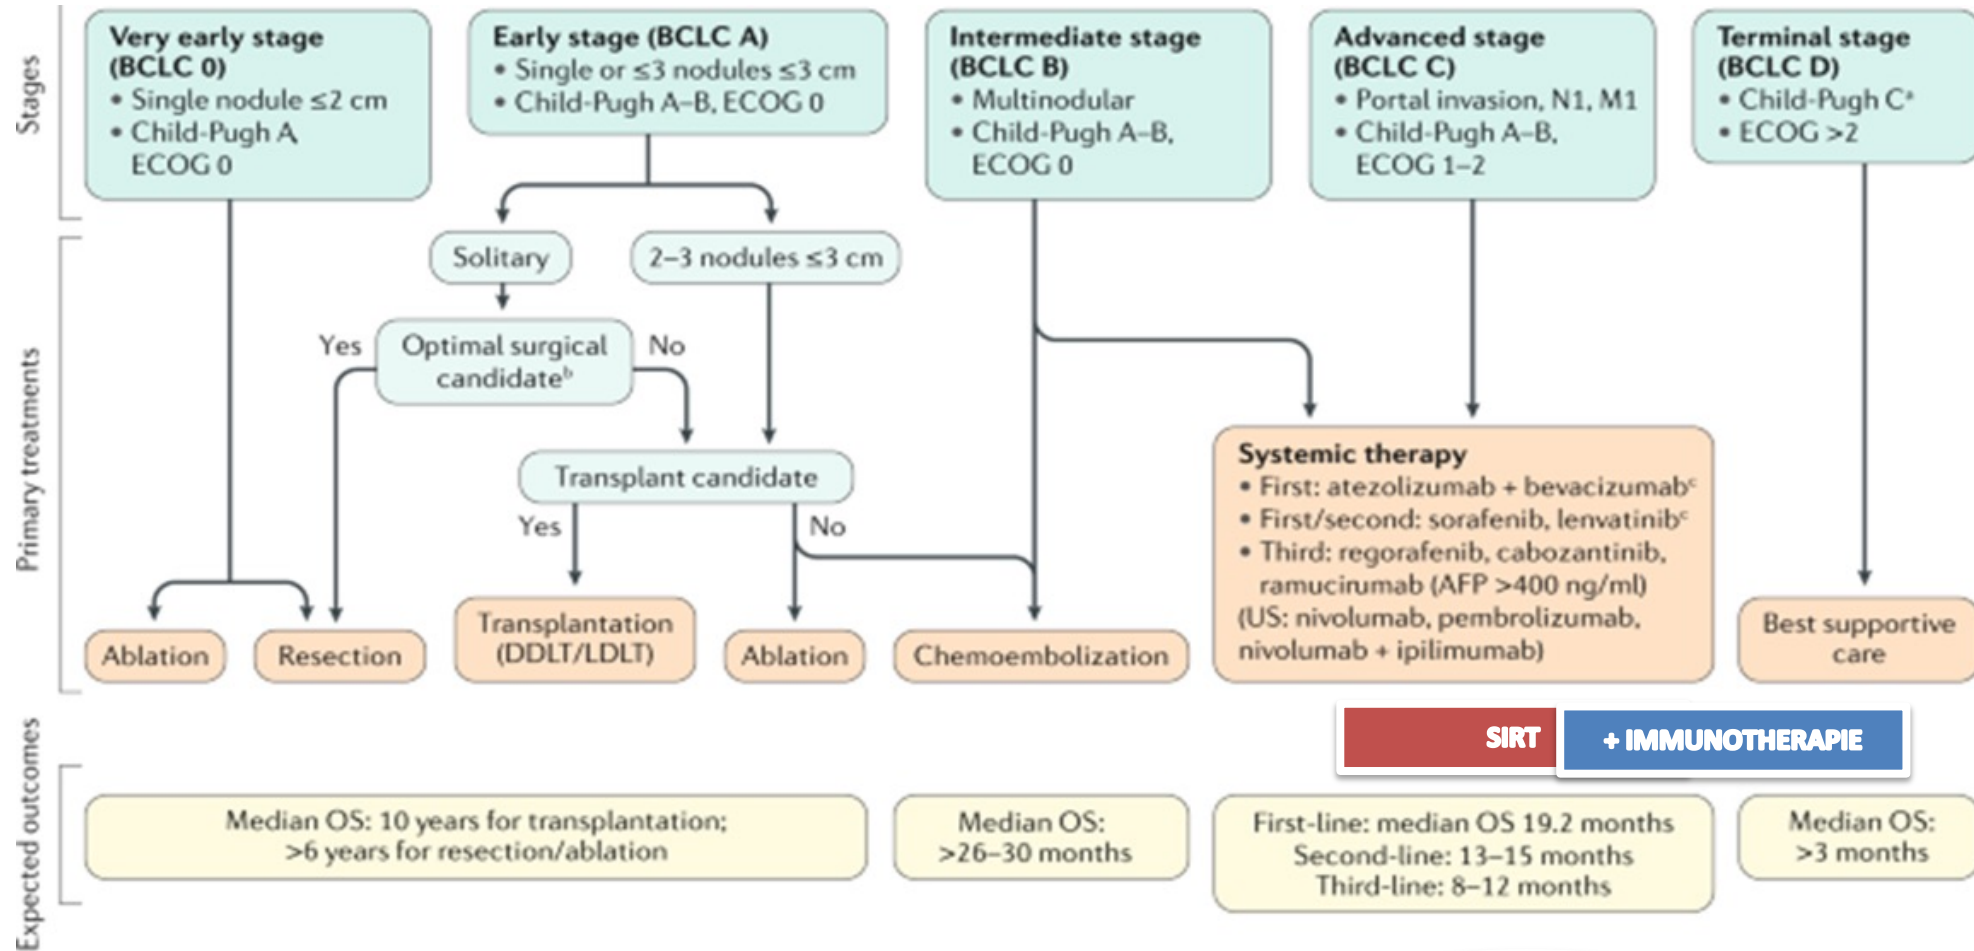 Stages
Very early stage
(BCLC 0)
• Single nodule ≤2 cm
• Child-Pugh A,
ECOG 0
Early stage (BCLC A)
• Single or ≤3 nodules ≤3 cm
• Child-Pugh A–B, ECOG 0
Intermediate stage
(BCLC B)
• Multinodular
• Child-Pugh A–B,
ECOG 0
Advanced stage
(BCLC C)
• Portal invasion, N1, M1
• Child-Pugh A–B,
ECOG 1–2
Terminal stage
(BCLC D)
• Child-Pugh Cᵃ
• ECOG >2
Primary treatments
Solitary
2–3 nodules ≤3 cm
Yes
Optimal surgical
candidateᵇ
No
Transplant candidate
Yes
No
Ablation
Resection
Transplantation
(DDLT/LDLT)
Ablation
Chemoembolization
Systemic therapy
• First: atezolizumab + bevacizumabᶜ
• First/second: sorafenib, lenvatinibᶜ
• Third: regorafenib, cabozantinib,
ramucirumab (AFP >400 ng/ml)
(US: nivolumab, pembrolizumab,
nivolumab + ipilimumab)
Best supportive
care
SIRT
+ IMMUNOTHERAPIE
Expected outcomes
Median OS: 10 years for transplantation;
>6 years for resection/ablation
Median OS:
>26–30 months
First-line: median OS 19.2 months
Second-line: 13–15 months
Third-line: 8–12 months
Median OS:
>3 months